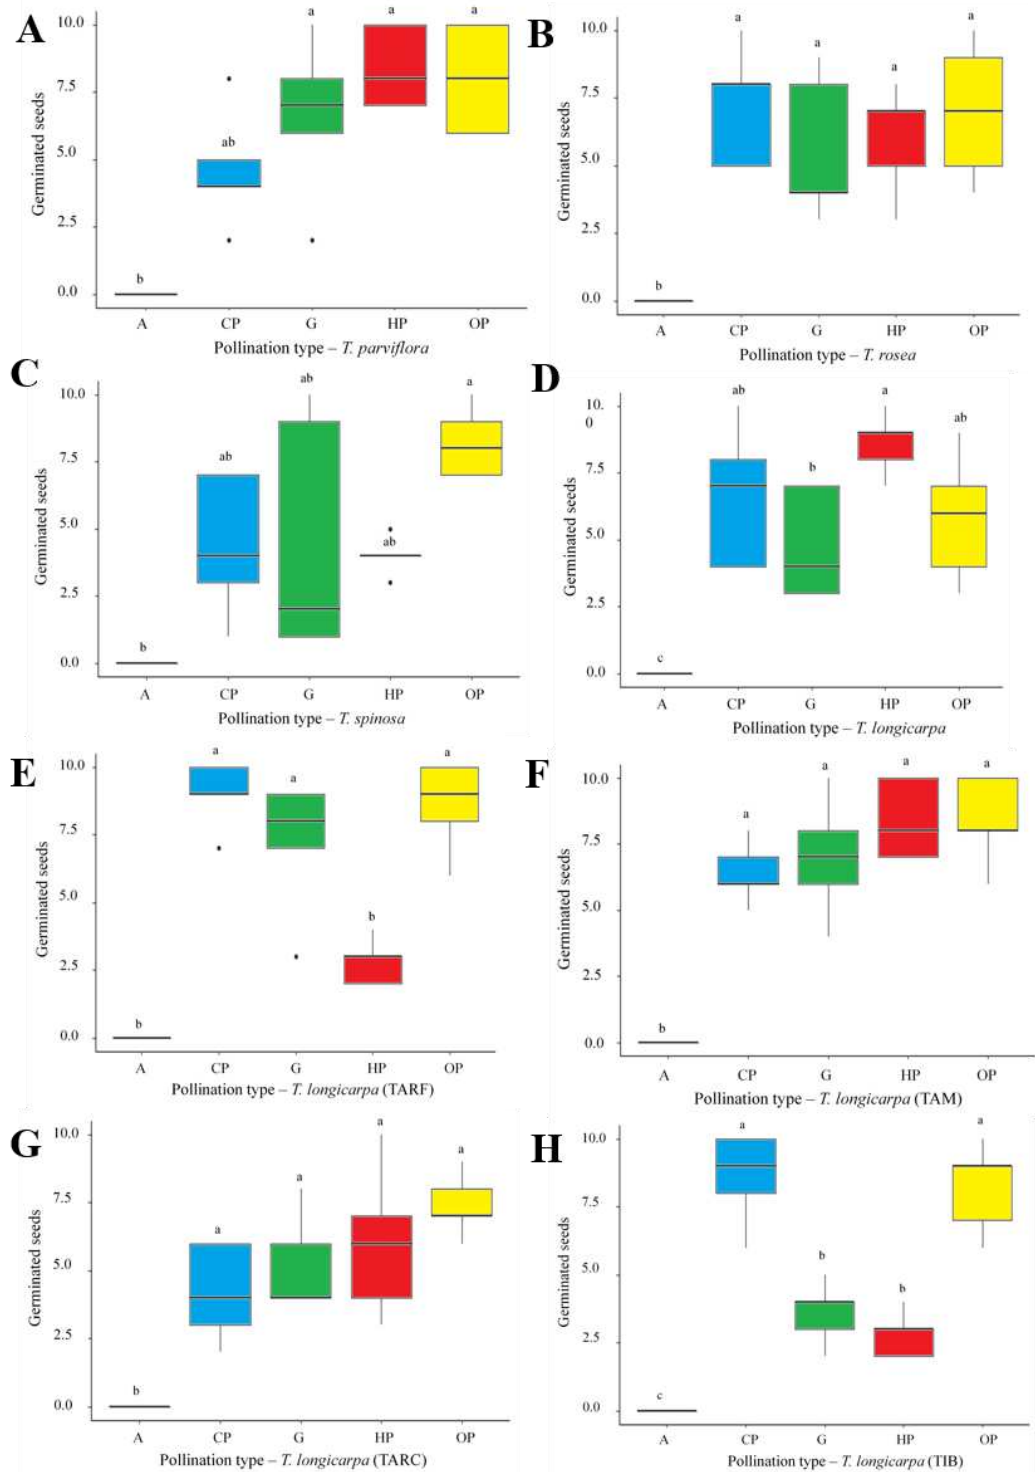 A
Germinated seeds
10.0
7.5
5.0
2.5
0.0
b
ab
a
a
a
A CP G HP OP
Pollination type – T. parviflora
B
Germinated seeds
10.0
7.5
5.0
2.5
0.0
b
a
a
a
a
A CP G HP OP
Pollination type – T. rosea
C
Germinated seeds
10.0
7.5
5.0
2.5
0.0
b
ab
ab
ab
a
A CP G HP OP
Pollination type – T. spinosa
D
Germinated seeds
10.
0
7.5
5.0
2.5
0.0
c
ab
b
a
ab
A CP G HP OP
Pollination type – T. longicarpa
E
Germinated seeds
10.0
7.5
5.0
2.5
0.0
b
a
a
b
a
A CP G HP OP
Pollination type – T. longicarpa (TARF)
F
Germinated seeds
10.0
7.5
5.0
2.5
0.0
b
a
a
a
a
A CP G HP OP
Pollination type – T. longicarpa (TAM)
G
Germinated seeds
10.0
7.5
5.0
2.5
0.0
b
a
a
a
a
A CP G HP OP
Pollination type – T. longicarpa (TARC)
H
Germinated seeds
10.0
7.5
5.0
2.5
0.0
c
a
b
b
a
A CP G HP OP
Pollination type – T. longicarpa (TIB)